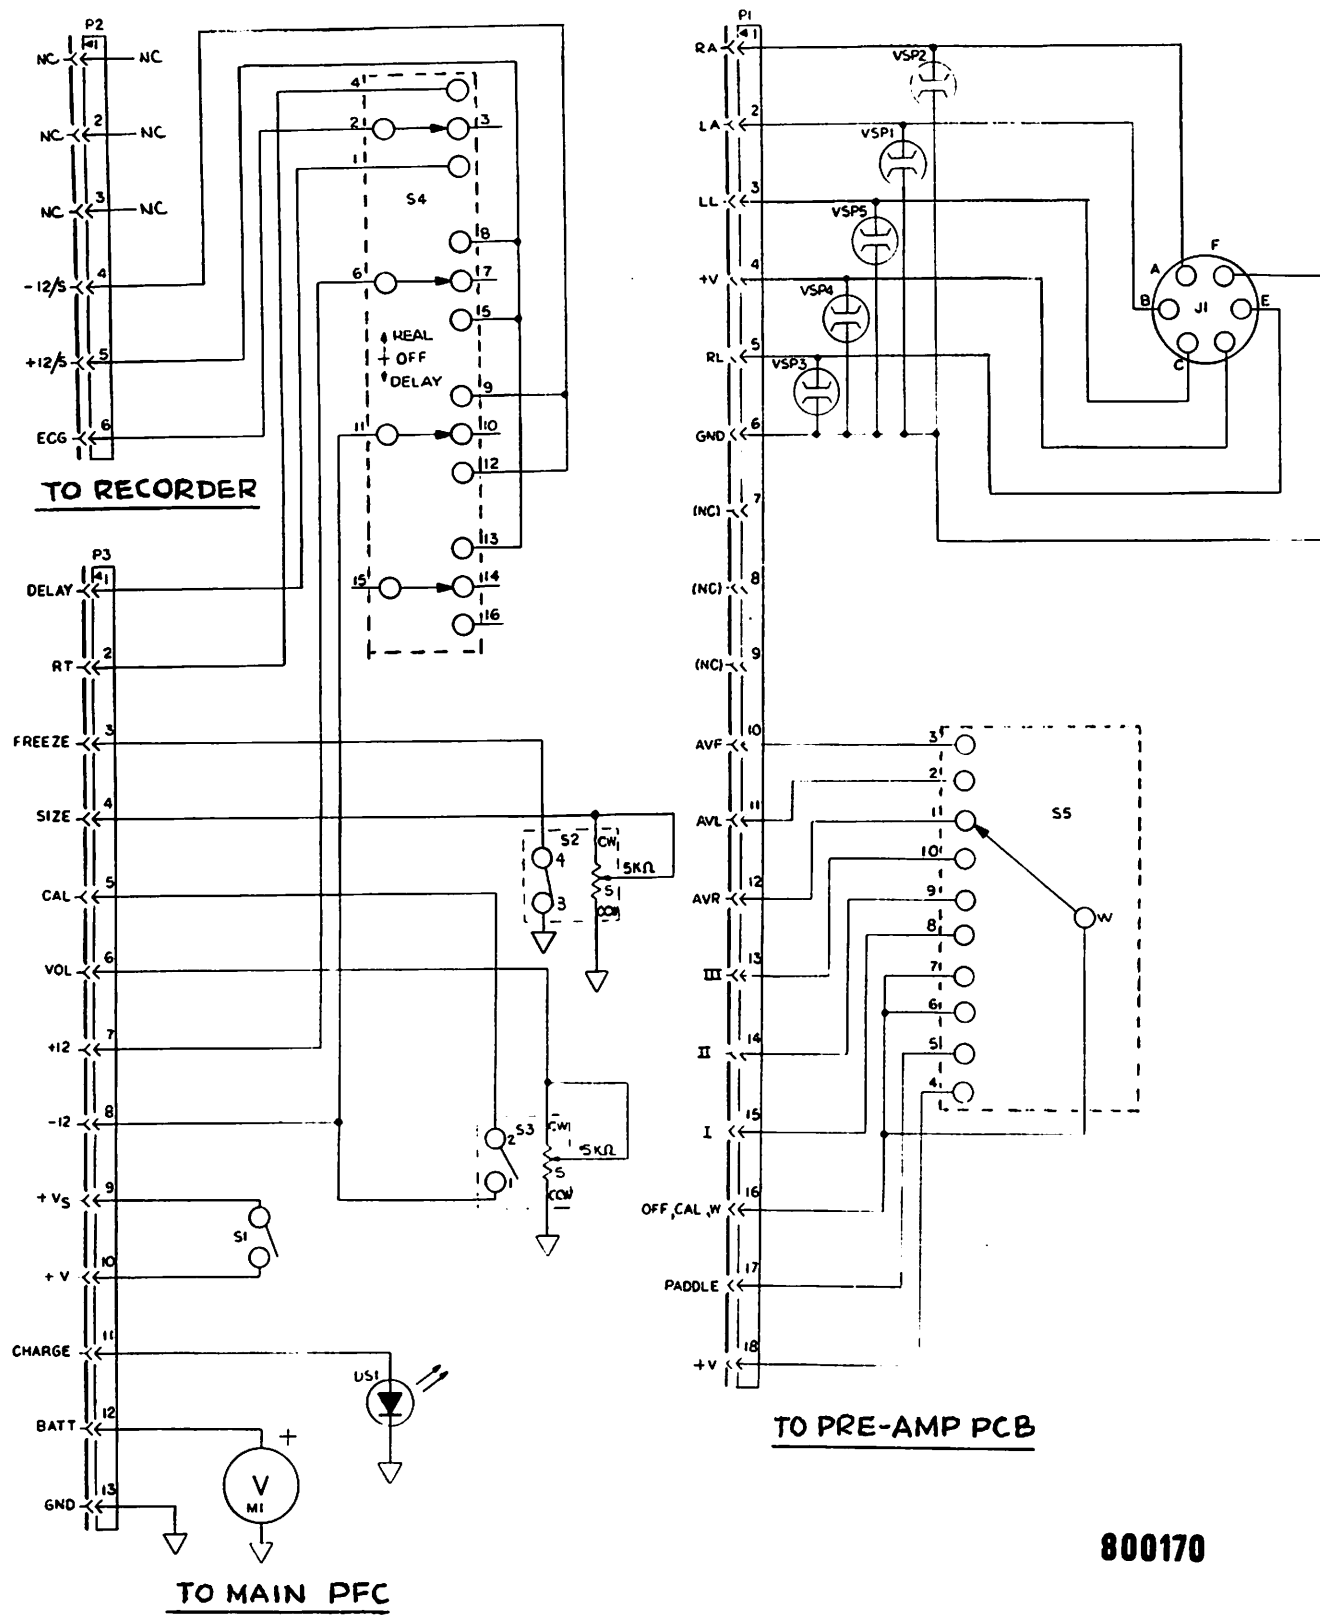 P2
1
NC NC
2
NC NC
3
NC NC
4
-12/S
5
+12/S
6
ECG
TO RECORDER
4
2 3
1
S4
8
6 7
15
REAL
OFF
DELAY
9
11 10
12
13
15 14
16
P3
1
DELAY
2
RT
3
FREEZE
4
SIZE
5
CAL
6
VOL
7
+12
8
-12
9
+VS
10
+V
11
CHARGE
12
BATT
13
GND
S2
CW
4
5KΩ
S
3
CCW
S3
CW
2
5KΩ
S
1
CCW
S1
DS1
+
V
M1
TO MAIN PFC
P1
1
RA
2
LA
3
LL
4
+V
5
RL
6
GND
7
(NC)
8
(NC)
9
(NC)
10
AVF
11
AVL
12
AVR
13
III
14
II
15
I
16
OFF,CAL,W
17
PADDLE
18
+V
VSP2
VSP1
VSP5
VSP4
VSP3
A F
B J1 E
C
3
2
1 S5
10
9
W
8
7
6
5
4
TO PRE-AMP PCB
800170